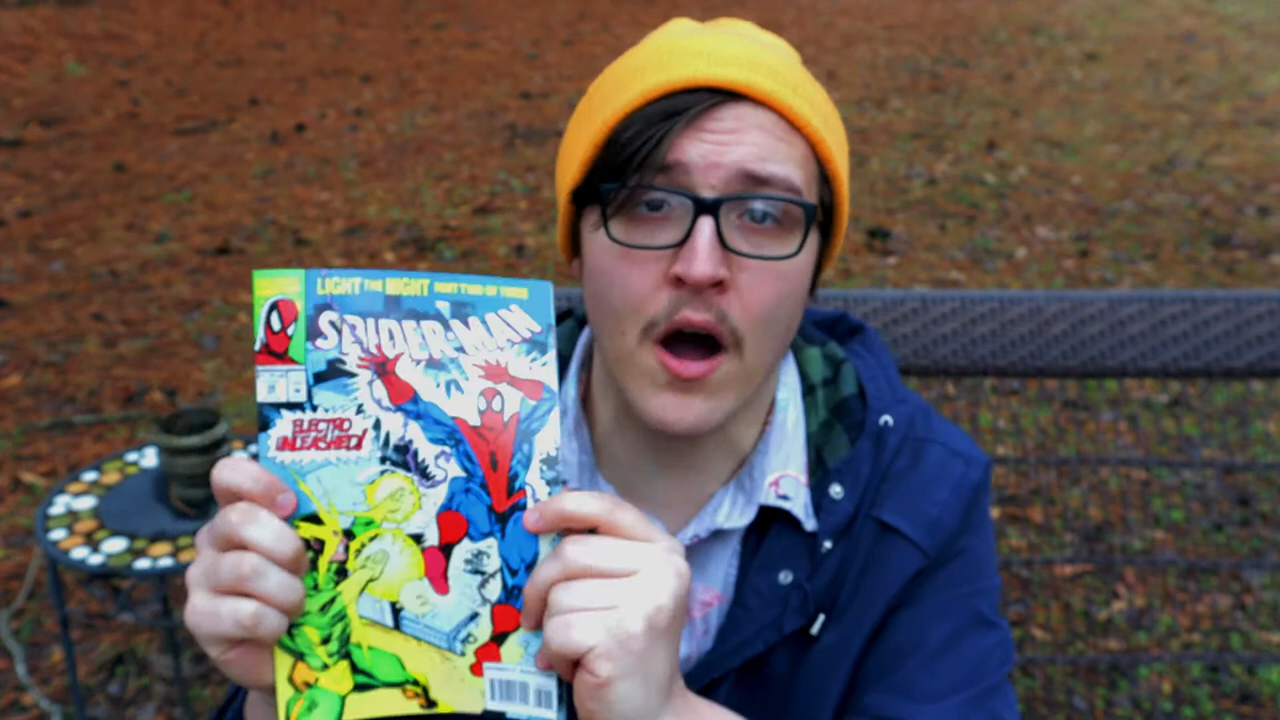 LIGHT THE NIGHT PART TWO OF THREE
SPIDER-MAN
ELECTRO
UNLEASHED!